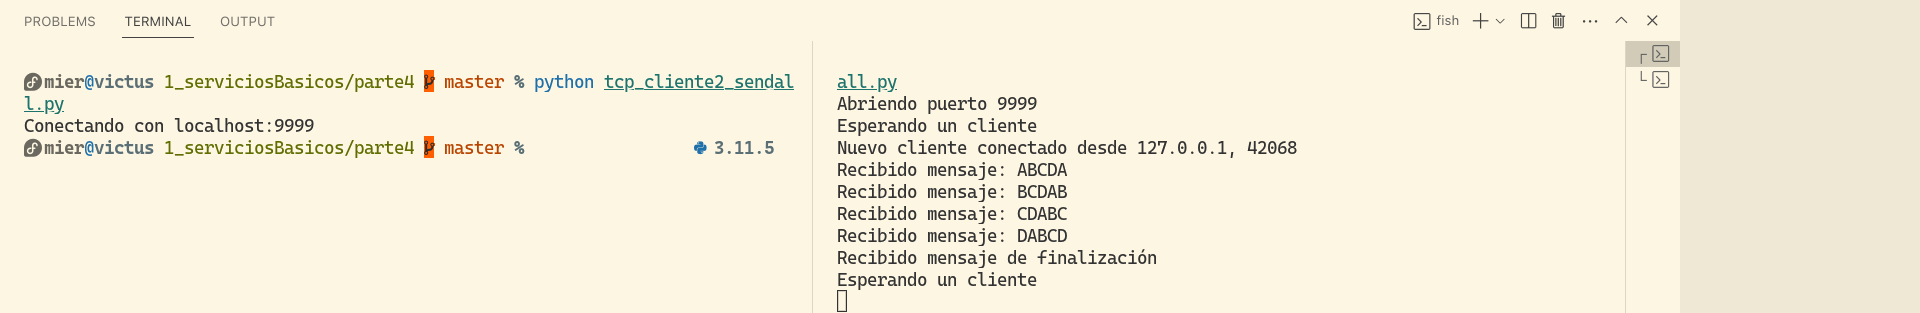 PROBLEMS TERMINAL OUTPUT
fish
mier@victus 1_serviciosBasicos/parte4 master % python tcp_cliente2_sendal
l.py
Conectando con localhost:9999
mier@victus 1_serviciosBasicos/parte4 master % 3.11.5
all.py
Abriendo puerto 9999
Esperando un cliente
Nuevo cliente conectado desde 127.0.0.1, 42068
Recibido mensaje: ABCDA
Recibido mensaje: BCDAB
Recibido mensaje: CDABC
Recibido mensaje: DABCD
Recibido mensaje de finalización
Esperando un cliente